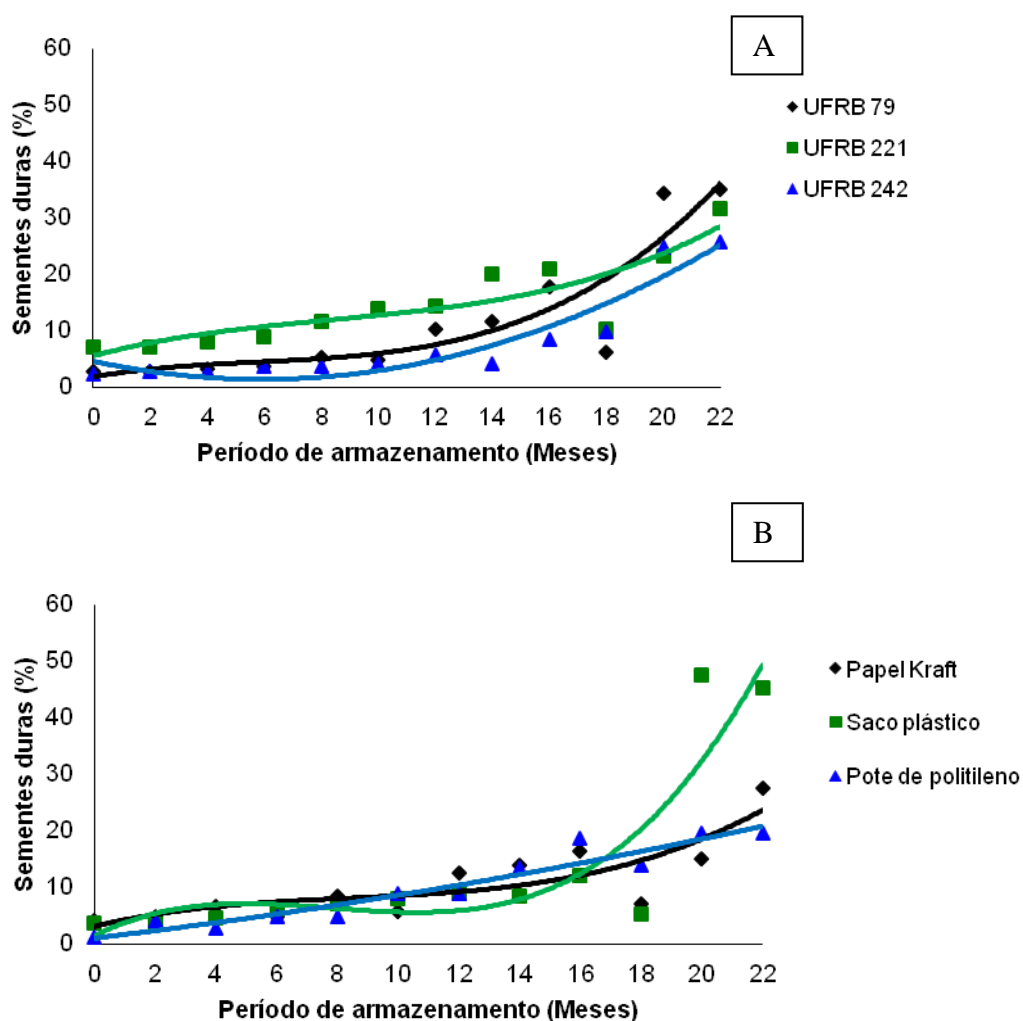 A
60
50
40
30
20
10
0
Sementes duras (%)
0 2 4 6 8 10 12 14 16 18 20 22
Período de armazenamento (Meses)
UFRB 79
UFRB 221
UFRB 242
B
60
50
40
30
20
10
0
Sementes duras (%)
0 2 4 6 8 10 12 14 16 18 20 22
Período de armazenamento (Meses)
Papel Kraft
Saco plástico
Pote de politileno